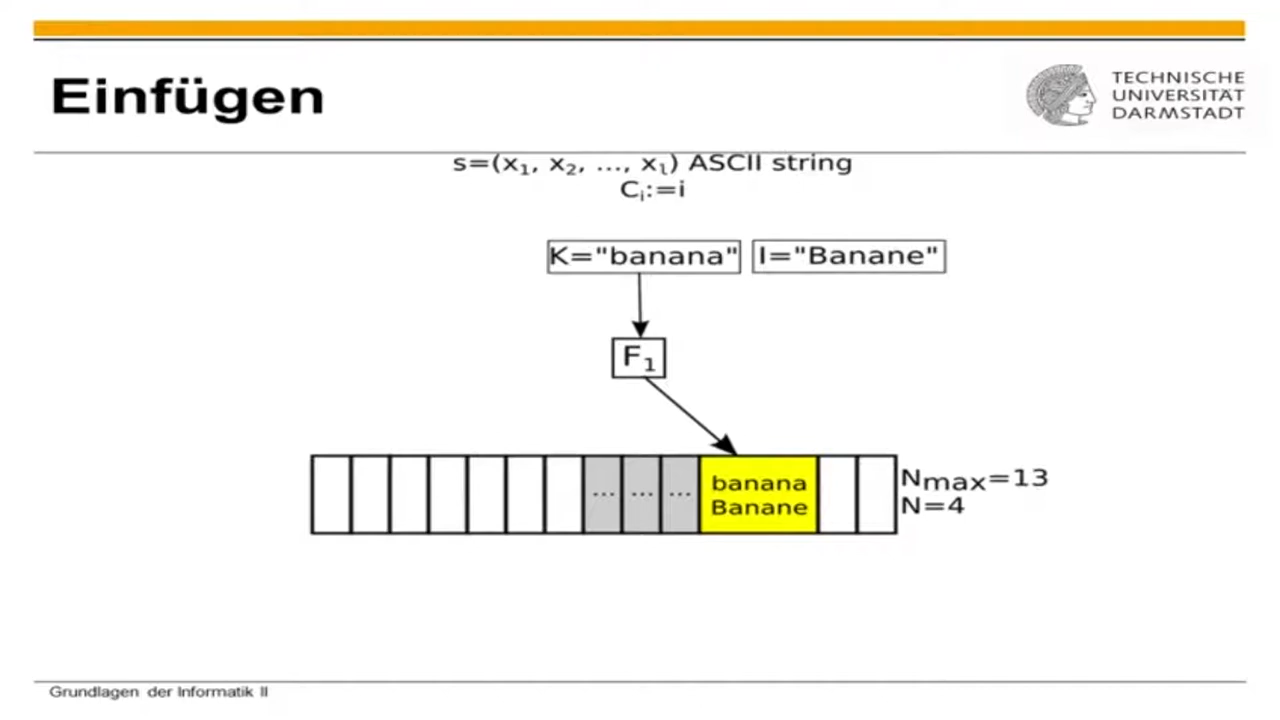 Einfügen
TECHNISCHE
UNIVERSITÄT
DARMSTADT
s=(x₁, x₂, ..., xₗ) ASCII string
Cᵢ:=i
K="banana" I="Banane"
F₁
... ... ...
banana
Banane
Nmax=13
N=4
Grundlagen der Informatik II